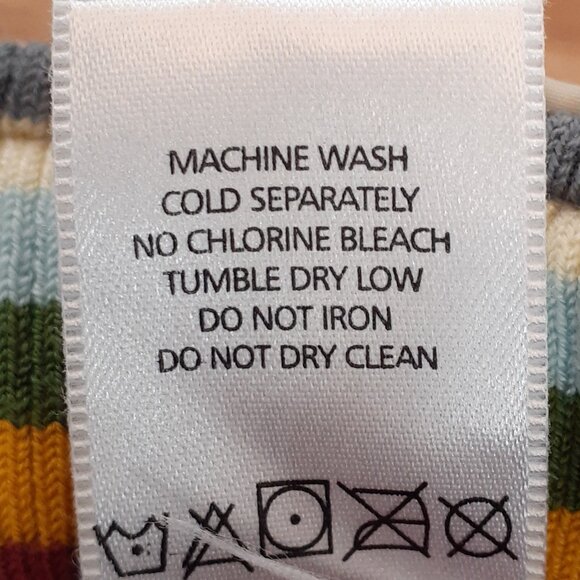 MACHINE WASH
COLD SEPARATELY
NO CHLORINE BLEACH
TUMBLE DRY LOW
DO NOT IRON
DO NOT DRY CLEAN